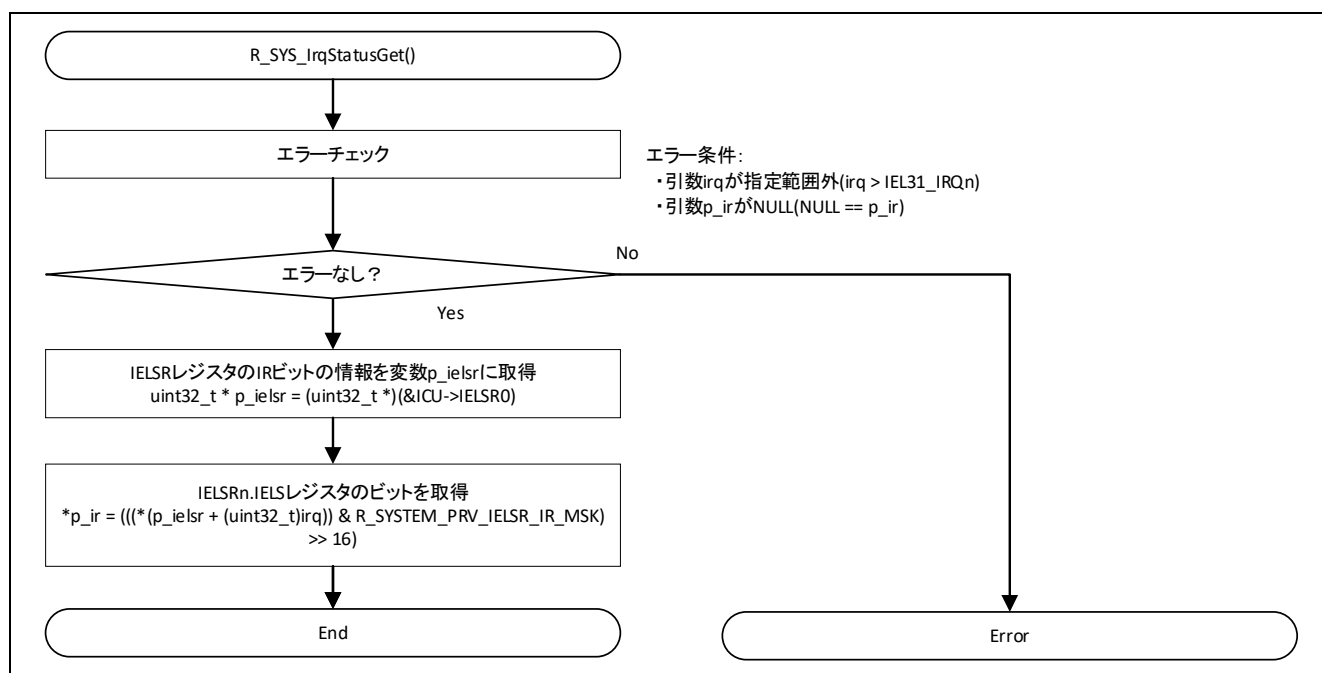 R_SYS_IrqStatusGet()
エラーチェック
エラー条件:
・引数irqが指定範囲外(irq > IEL31_IRQn)
・引数p_irがNULL(NULL == p_ir)
エラーなし？
No
Yes
IELSRレジスタのIRビットの情報を変数p_ielsrに取得
uint32_t * p_ielsr = (uint32_t *)(&ICU->IELSR0)
IELSRn.IELSレジスタのビットを取得
*p_ir = (((*(p_ielsr + (uint32_t)irq)) & R_SYSTEM_PRV_IELSR_IR_MSK)
>> 16)
End
Error